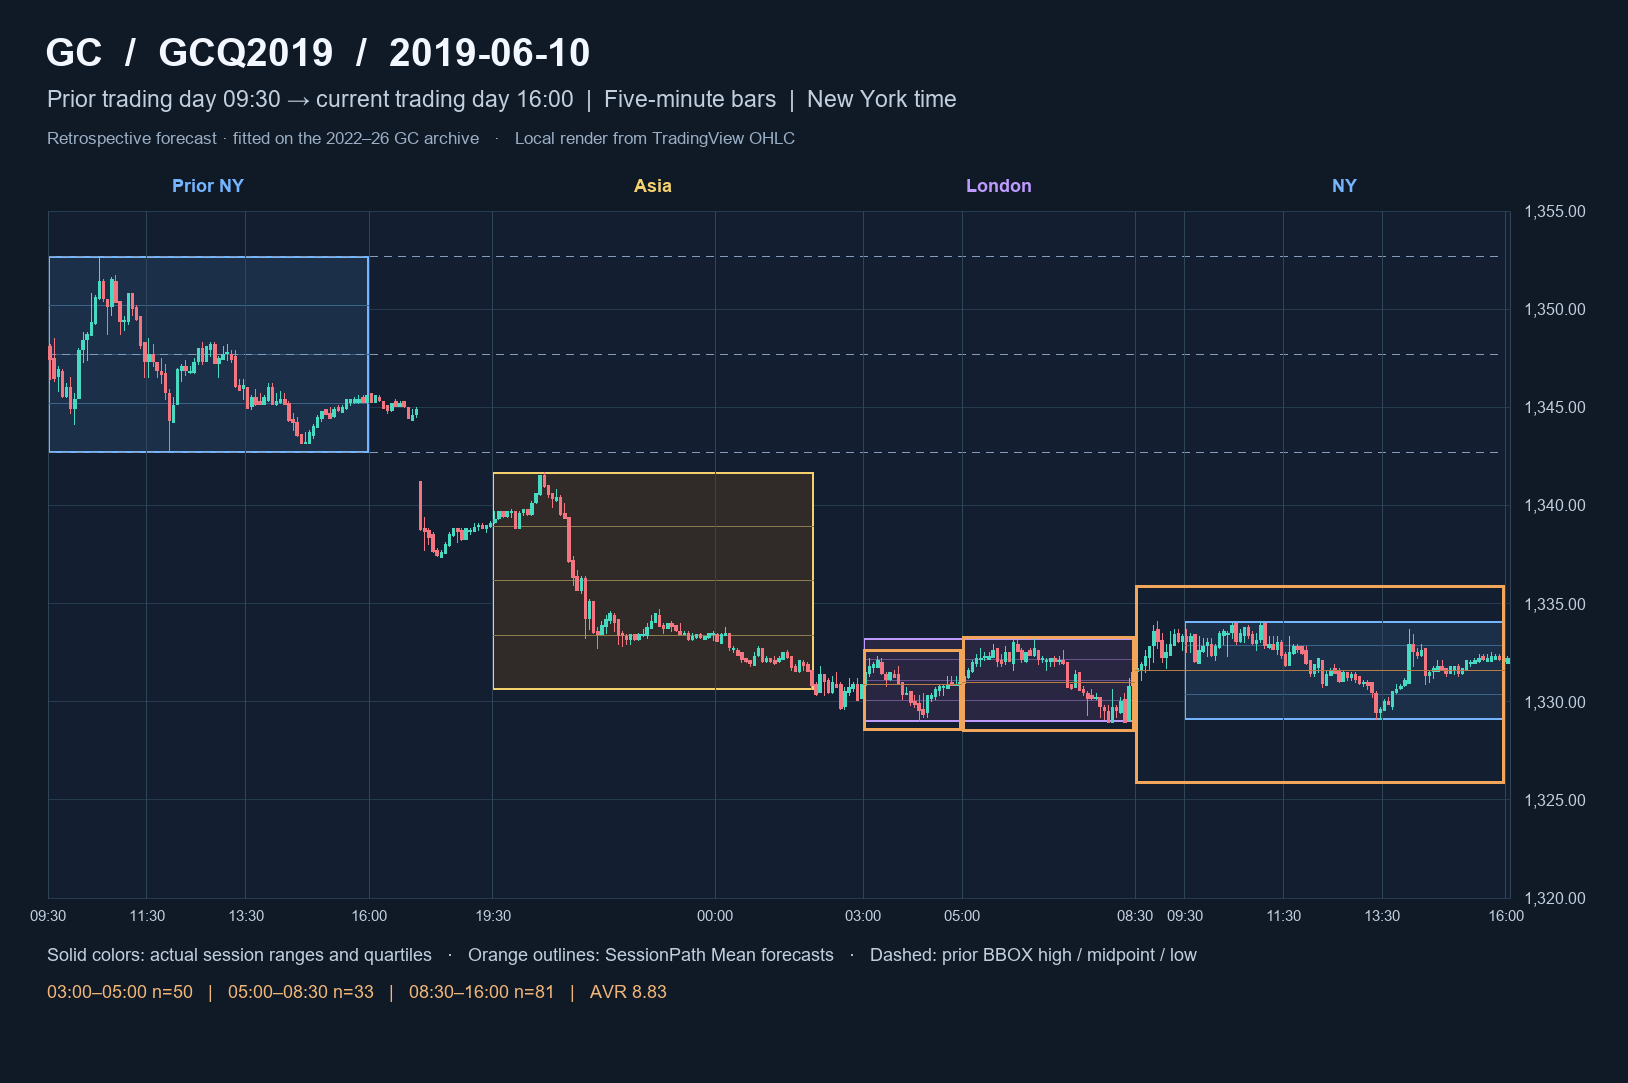 GC / GCQ2019 / 2019-06-10
Prior trading day 09:30 → current trading day 16:00 | Five-minute bars | New York time
Retrospective forecast · fitted on the 2022–26 GC archive · Local render from TradingView OHLC
Prior NY Asia London NY
1,355.00
1,350.00
1,345.00
1,340.00
1,335.00
1,330.00
1,325.00
1,320.00
09:30 11:30 13:30 16:00 19:30 00:00 03:00 05:00 08:30 09:30 11:30 13:30 16:00
Solid colors: actual session ranges and quartiles · Orange outlines: SessionPath Mean forecasts · Dashed: prior BBOX high / midpoint / low
03:00–05:00 n=50 | 05:00–08:30 n=33 | 08:30–16:00 n=81 | AVR 8.83